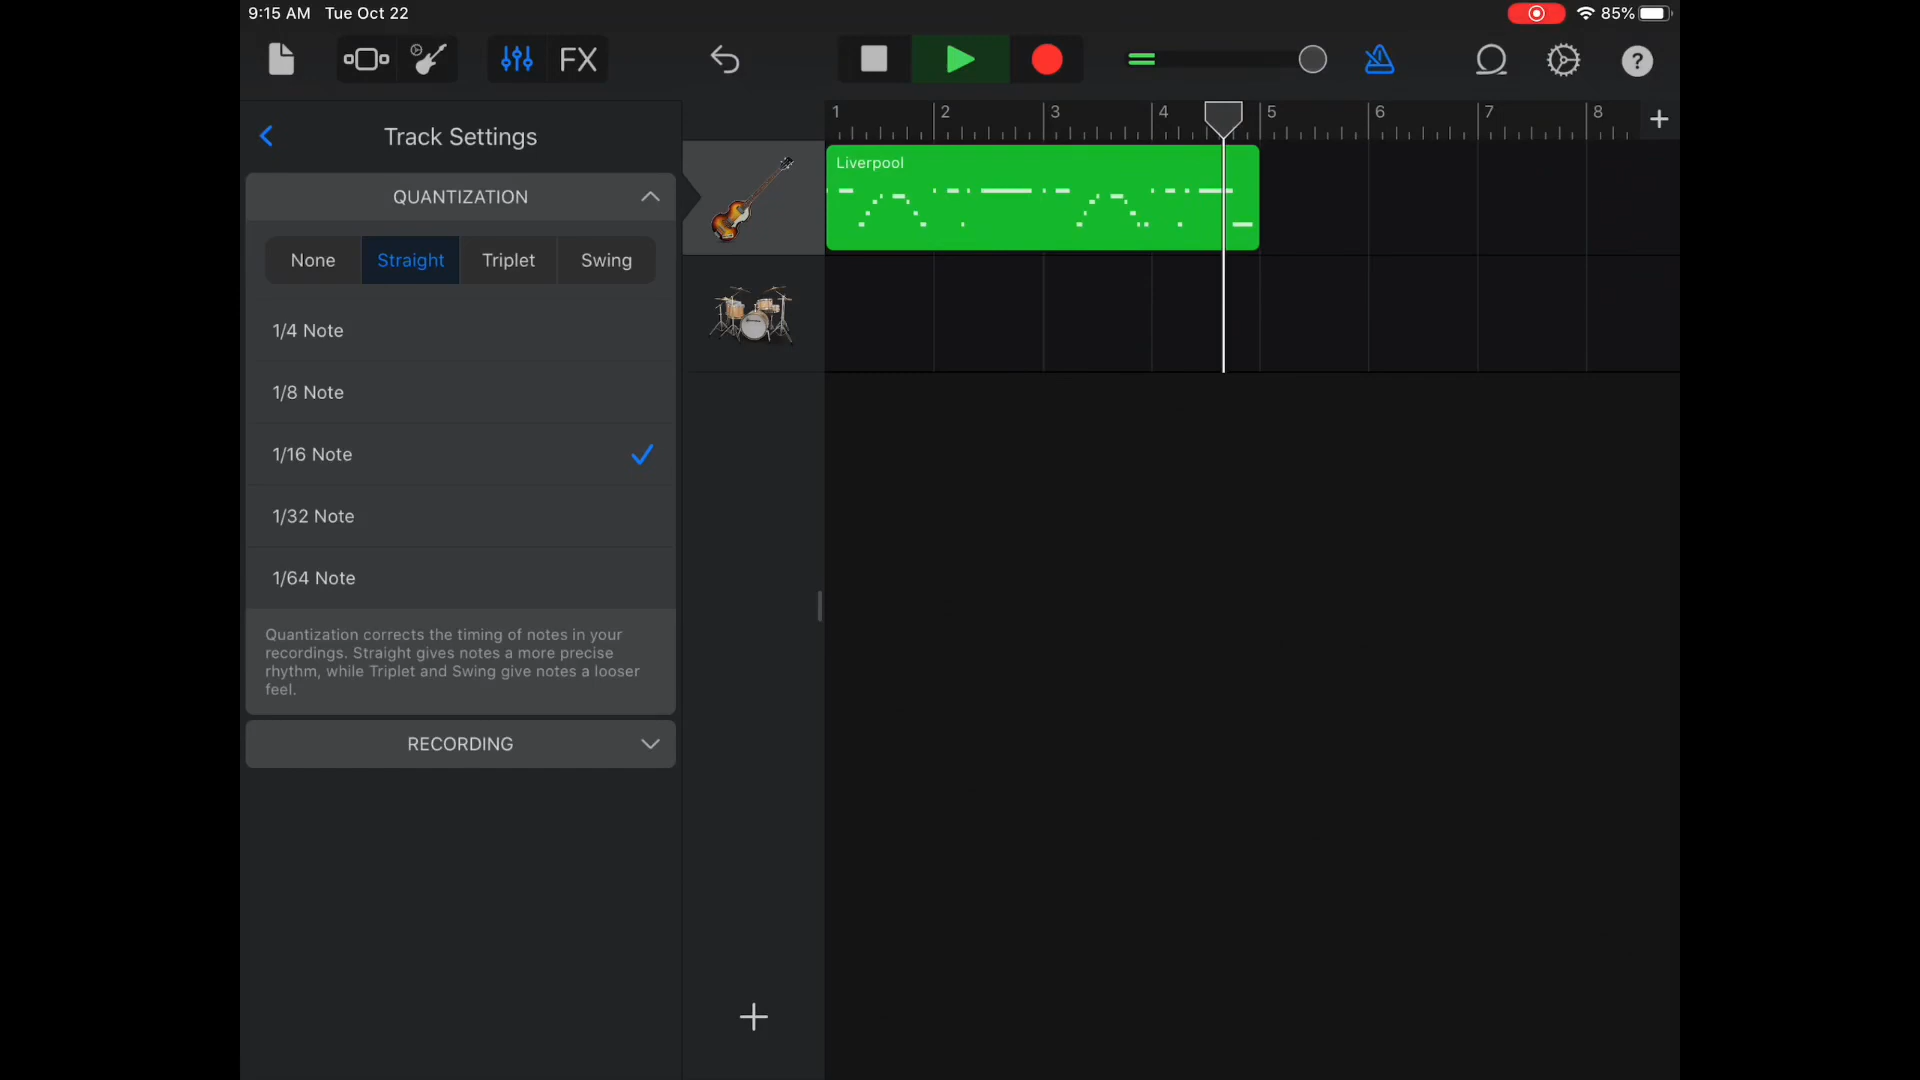 9:15 AM Tue Oct 22
85%
FX
?
Track Settings
1 2 3 4 5 6 7 8
QUANTIZATION
Liverpool
None Straight Triplet Swing
1/4 Note
1/8 Note
1/16 Note
1/32 Note
1/64 Note
Quantization corrects the timing of notes in your
recordings. Straight gives notes a more precise
rhythm, while Triplet and Swing give notes a looser
feel.
RECORDING